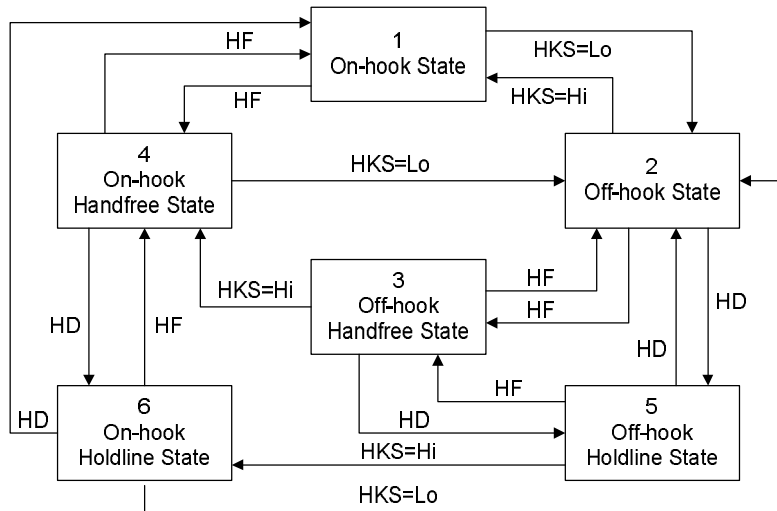 HF
1
On-hook State
HKS=Lo
HF
HKS=Hi
4
On-hook
Handfree State
HKS=Lo
2
Off-hook State
HKS=Hi
3
Off-hook
Handfree State
HF
HF
HD
HF
HD
HD
HF
HD
6
On-hook
Holdline State
HD
5
Off-hook
Holdline State
HKS=Hi
HKS=Lo